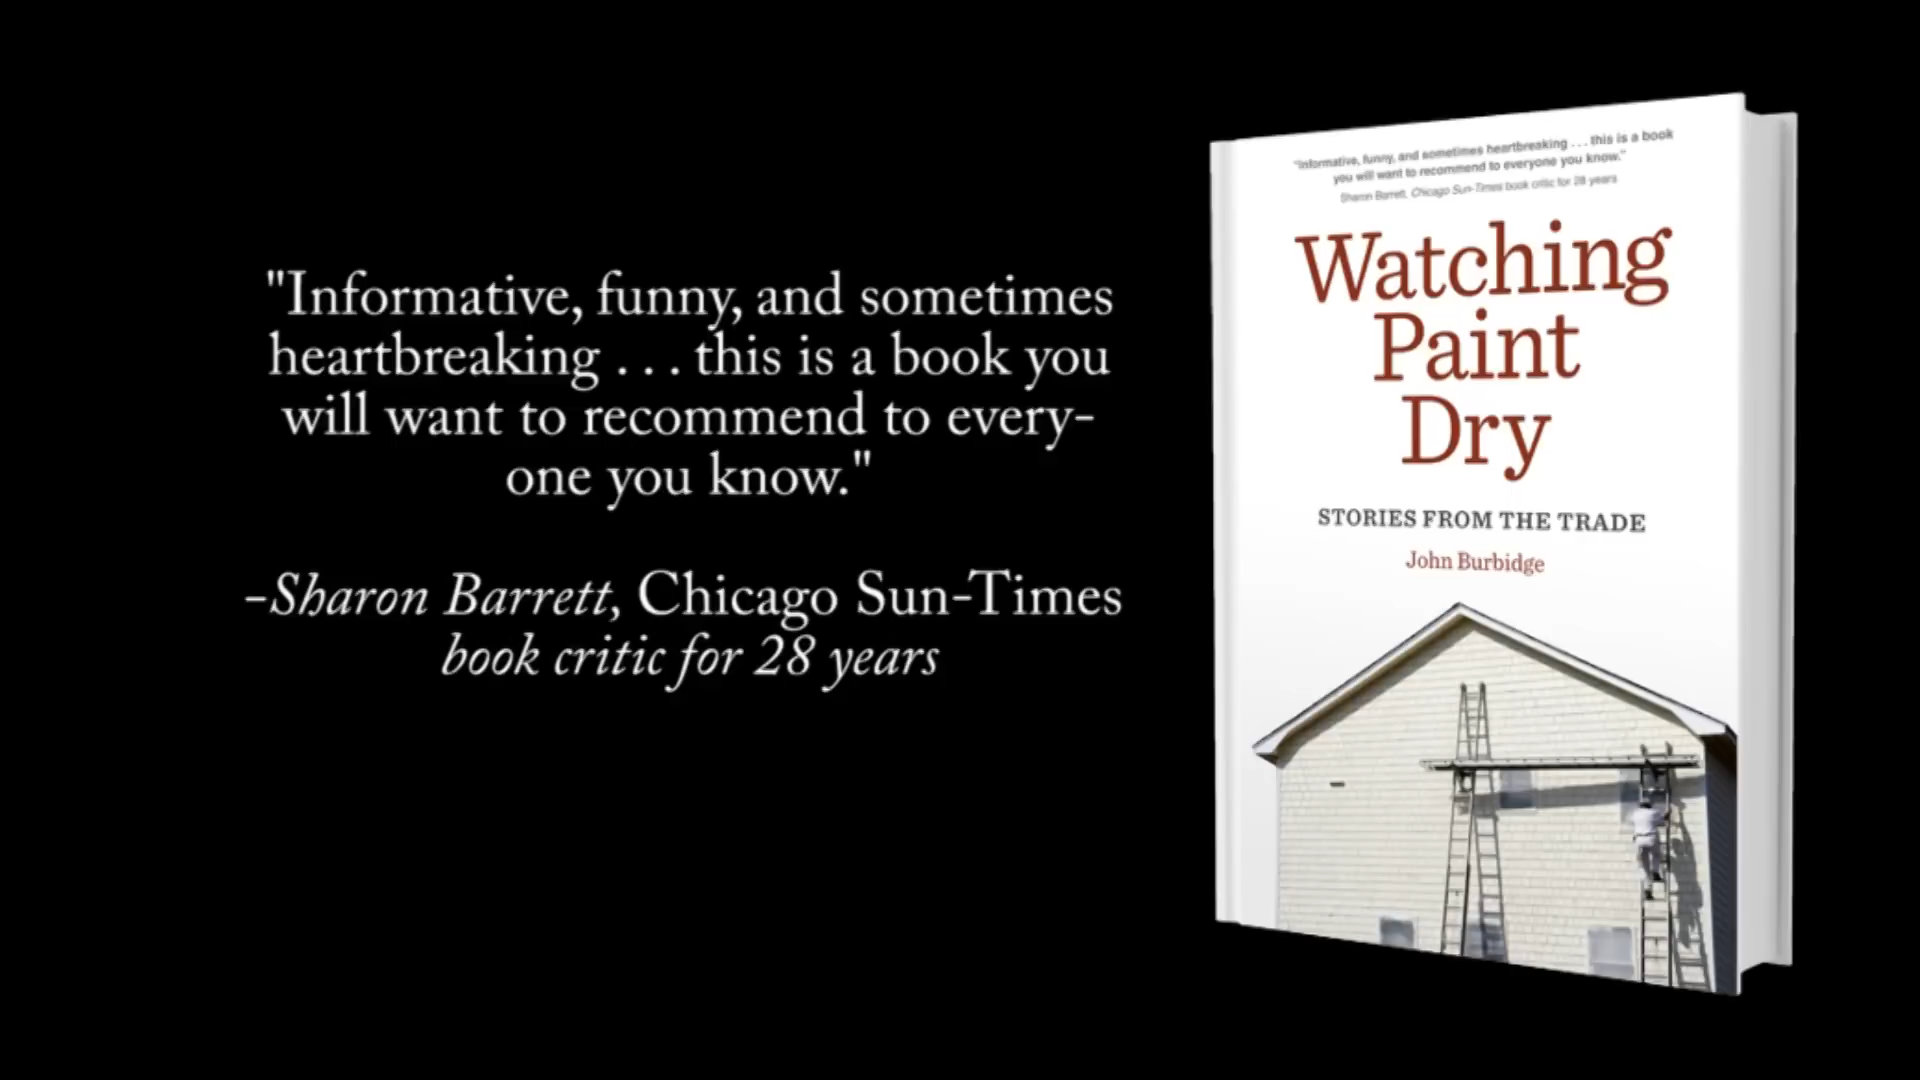 "Informative, funny, and sometimes
heartbreaking . . . this is a book you
will want to recommend to every-
one you know."
-Sharon Barrett, Chicago Sun-Times
book critic for 28 years
"Informative, funny, and sometimes heartbreaking . . . this is a book
you will want to recommend to everyone you know."
Sharon Barrett, Chicago Sun-Times book critic for 28 years
Watching
Paint
Dry
STORIES FROM THE TRADE
John Burbidge